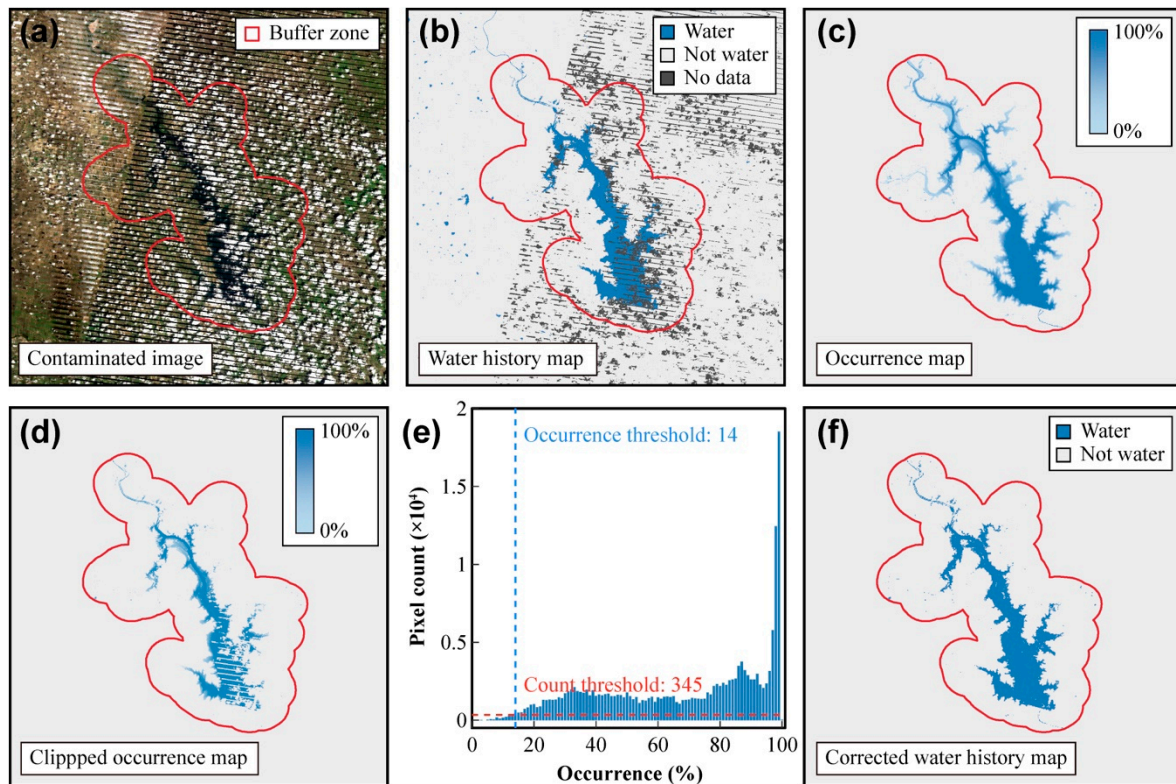 (a)
Buffer zone
Contaminated image
(b)
Water
Not water
No data
Water history map
(c)
100%
0%
Occurrence map
(d)
100%
0%
Clippped occurrence map
(e)
2
1.5
1
0.5
0
Pixel count (×10⁴)
Occurrence threshold: 14
Count threshold: 345
0 20 40 60 80 100
Occurrence (%)
(f)
Water
Not water
Corrected water history map